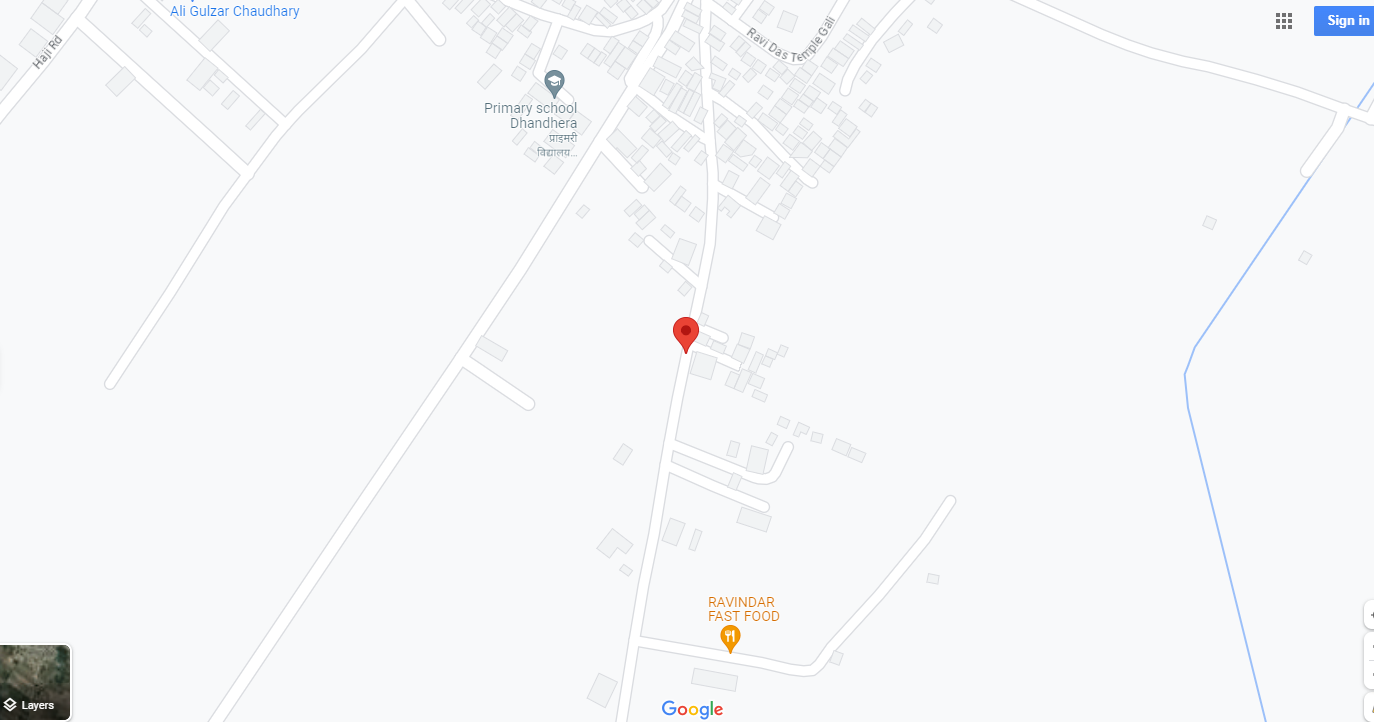 Ali Gulzar Chaudhary
Haji Rd
Ravi Das Temple Gali
Sign in
Primary school
Dhandhera
प्राइमरी
विद्यालय...
RAVINDAR
FAST FOOD
Layers
Google